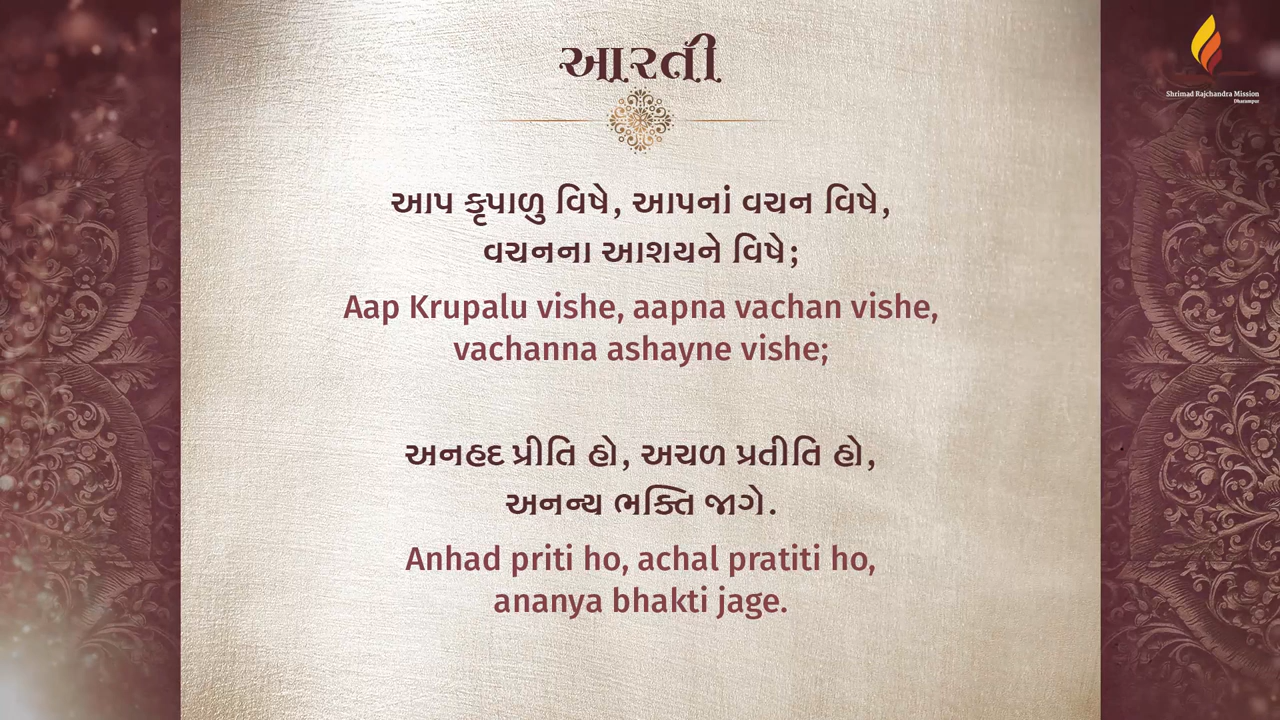 આરતી
Shrimad Rajchandra Mission
Dharampur
આપ કૃપાળુ વિષે, આપનાં વચન વિષે,
વચનના આશયને વિષે;
Aap Krupalu vishe, aapna vachan vishe,
vachanna ashayne vishe;
અનહદ પ્રીતિ હો, અચળ પ્રતીતિ હો,
અનન્ય ભક્તિ જાગે.
Anhad priti ho, achal pratiti ho,
ananya bhakti jage.